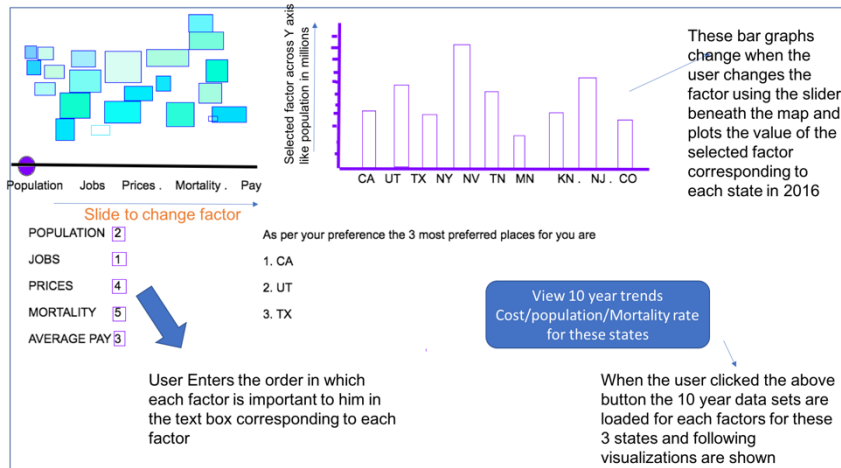 Selected factor across Y axis
like population in millions
CA UT TX NY NV TN MN KN . NJ . CO
These bar graphs
change when the
user changes the
factor using the slider
beneath the map and
plots the value of the
selected factor
corresponding to
each state in 2016
Population Jobs Prices . Mortality . Pay
Slide to change factor
POPULATION 2
JOBS 1
PRICES 4
MORTALITY 5
AVERAGE PAY 3
As per your preference the 3 most preferred places for you are
1. CA
2. UT
3. TX
View 10 year trends
Cost/population/Mortality rate
for these states
User Enters the order in which
each factor is important to him in
the text box corresponding to each
factor
When the user clicked the above
button the 10 year data sets are
loaded for each factors for these
3 states and following
visualizations are shown